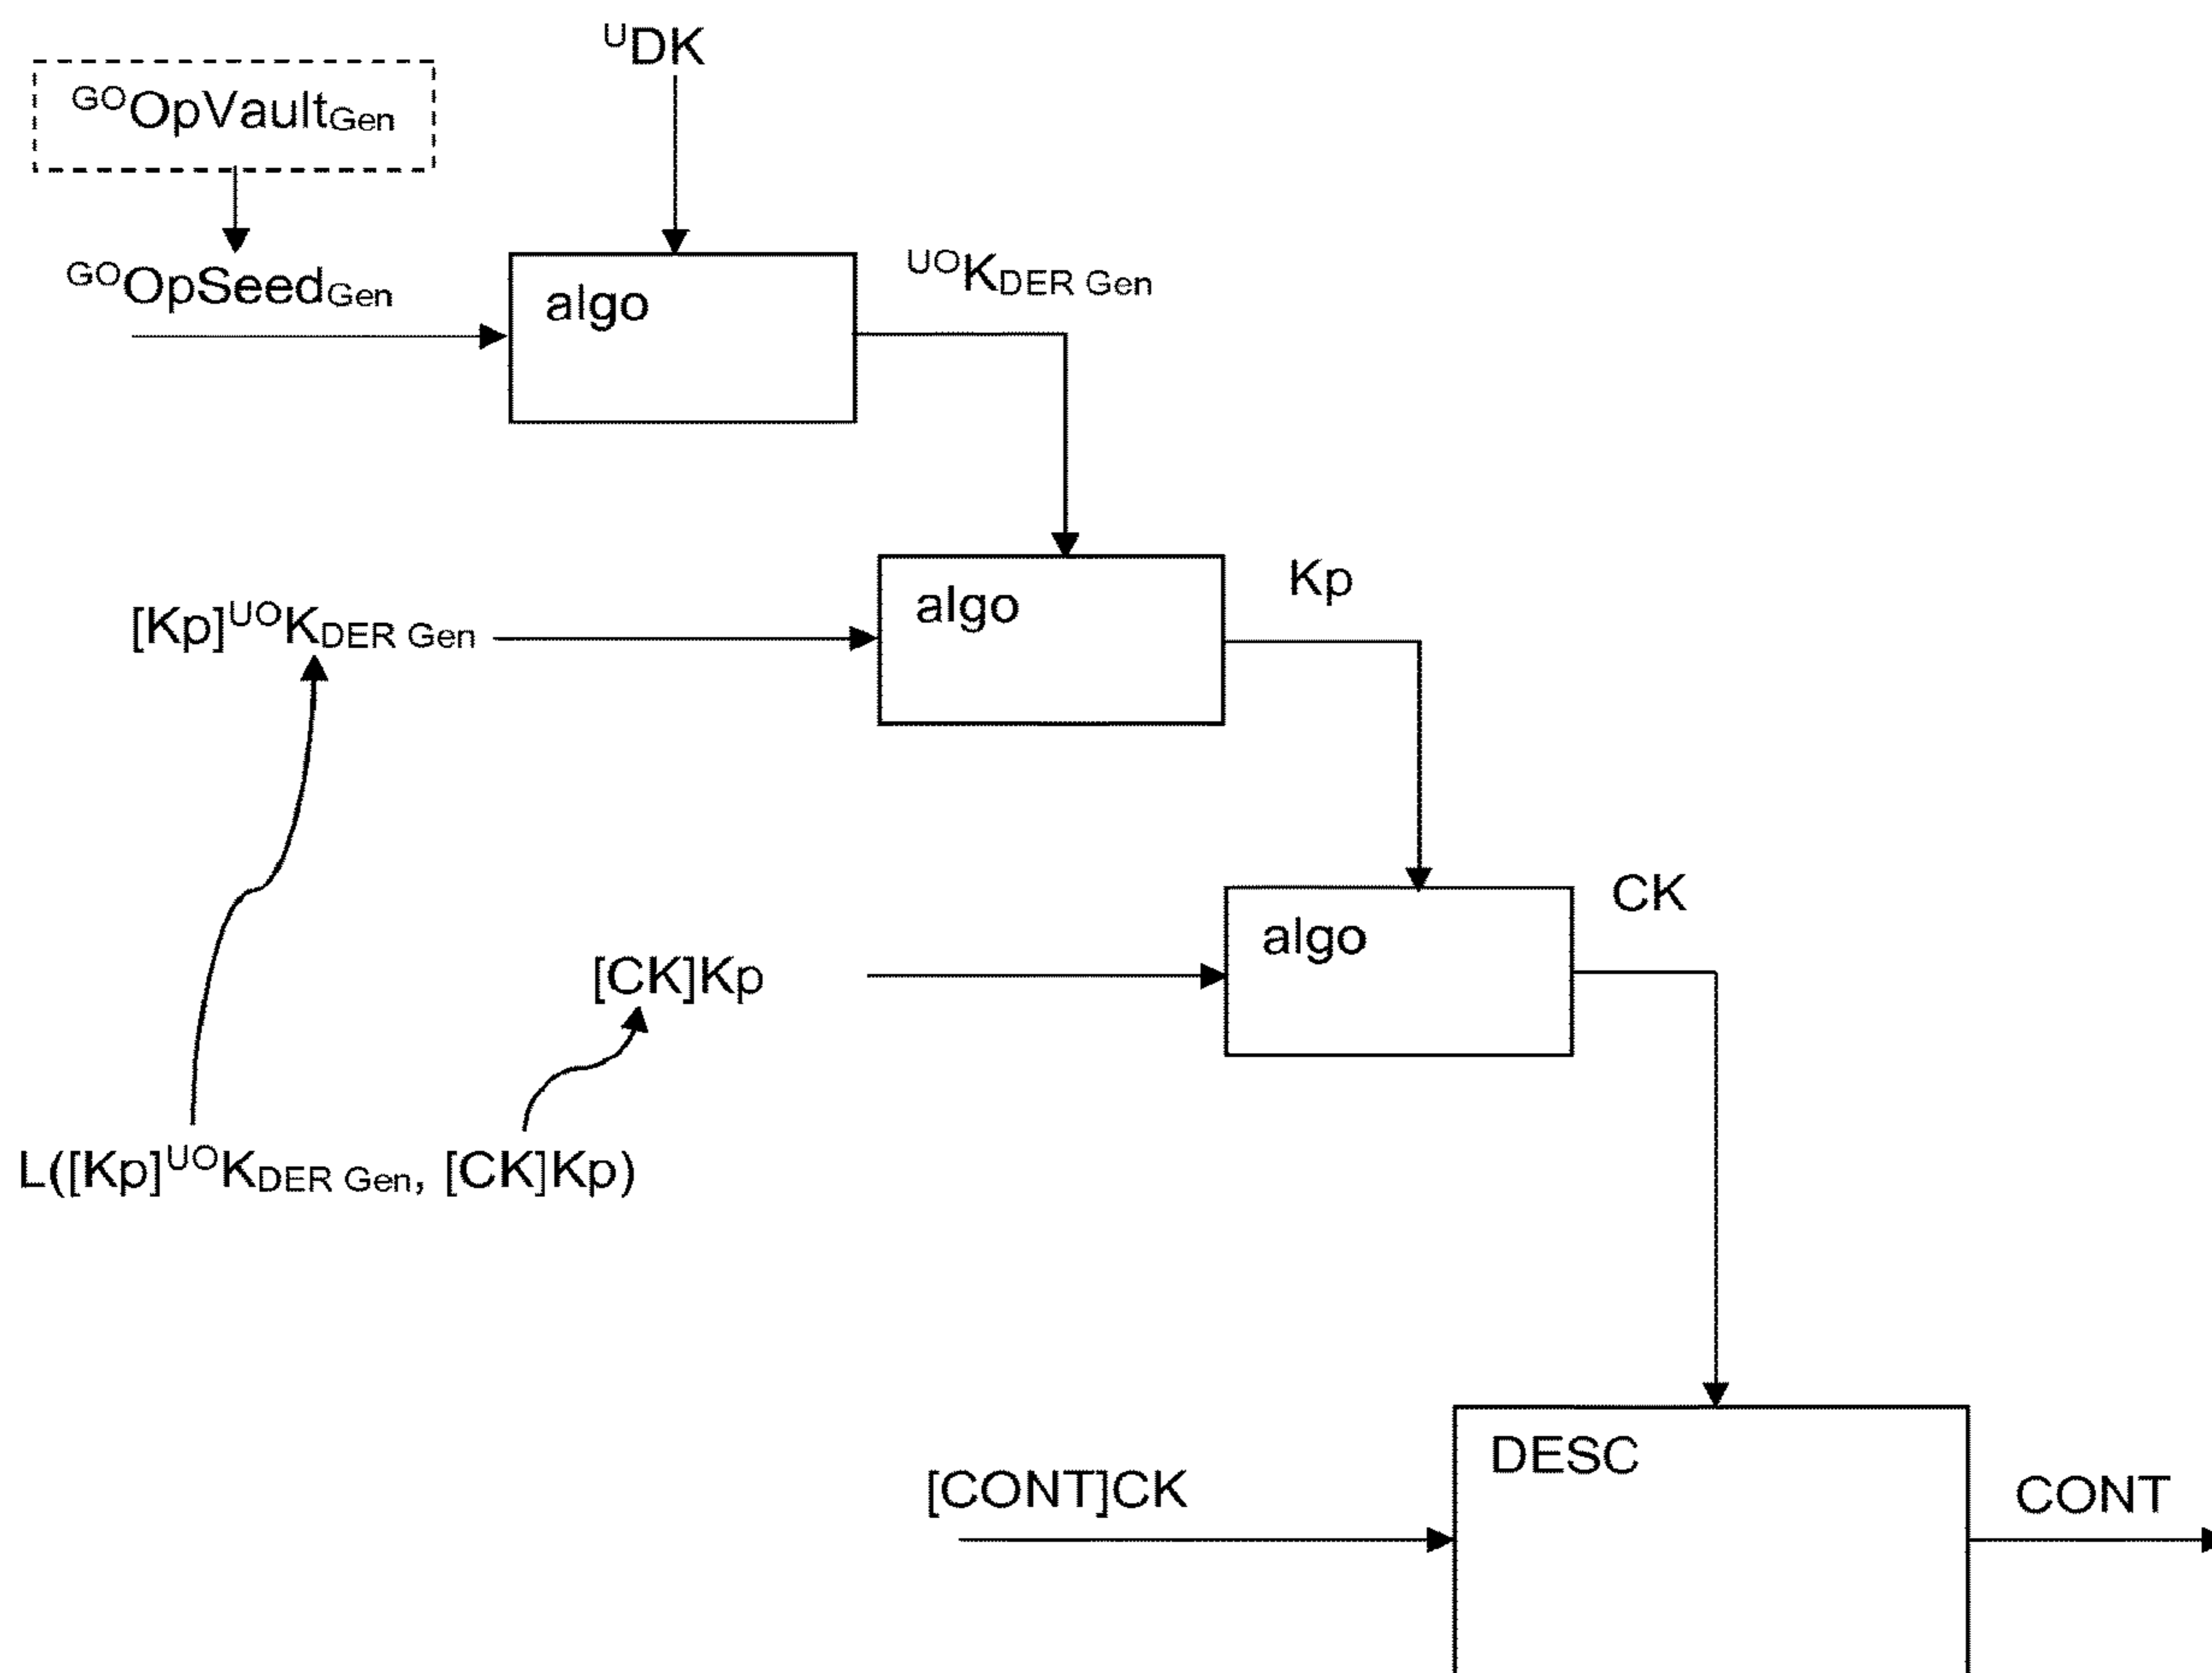 ᵁDK
ᴳᴼOpVaultGen
ᴳᴼOpSeedGen
algo
ᵁᴼKDER Gen
[Kp]ᵁᴼKDER Gen
algo
Kp
[CK]Kp
algo
CK
L([Kp]ᵁᴼKDER Gen, [CK]Kp)
[CONT]CK
DESC
CONT